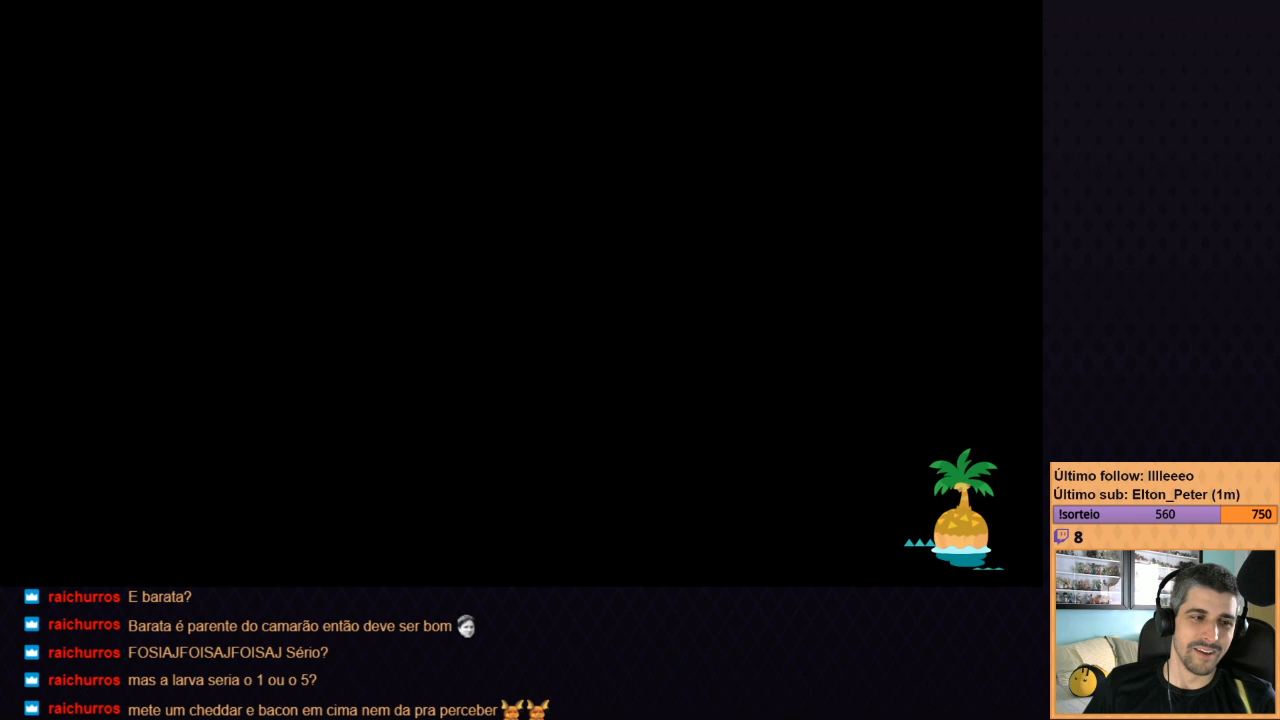 Último follow: lllleeeo
Último sub: Elton_Peter (1m)
!sorteio 560 750
8
raichurros E barata?
raichurros Barata é parente do camarão então deve ser bom
raichurros FOSIAJFOISAJFOISAJ Sério?
raichurros mas a larva seria o 1 ou o 5?
raichurros mete um cheddar e bacon em cima nem da pra perceber